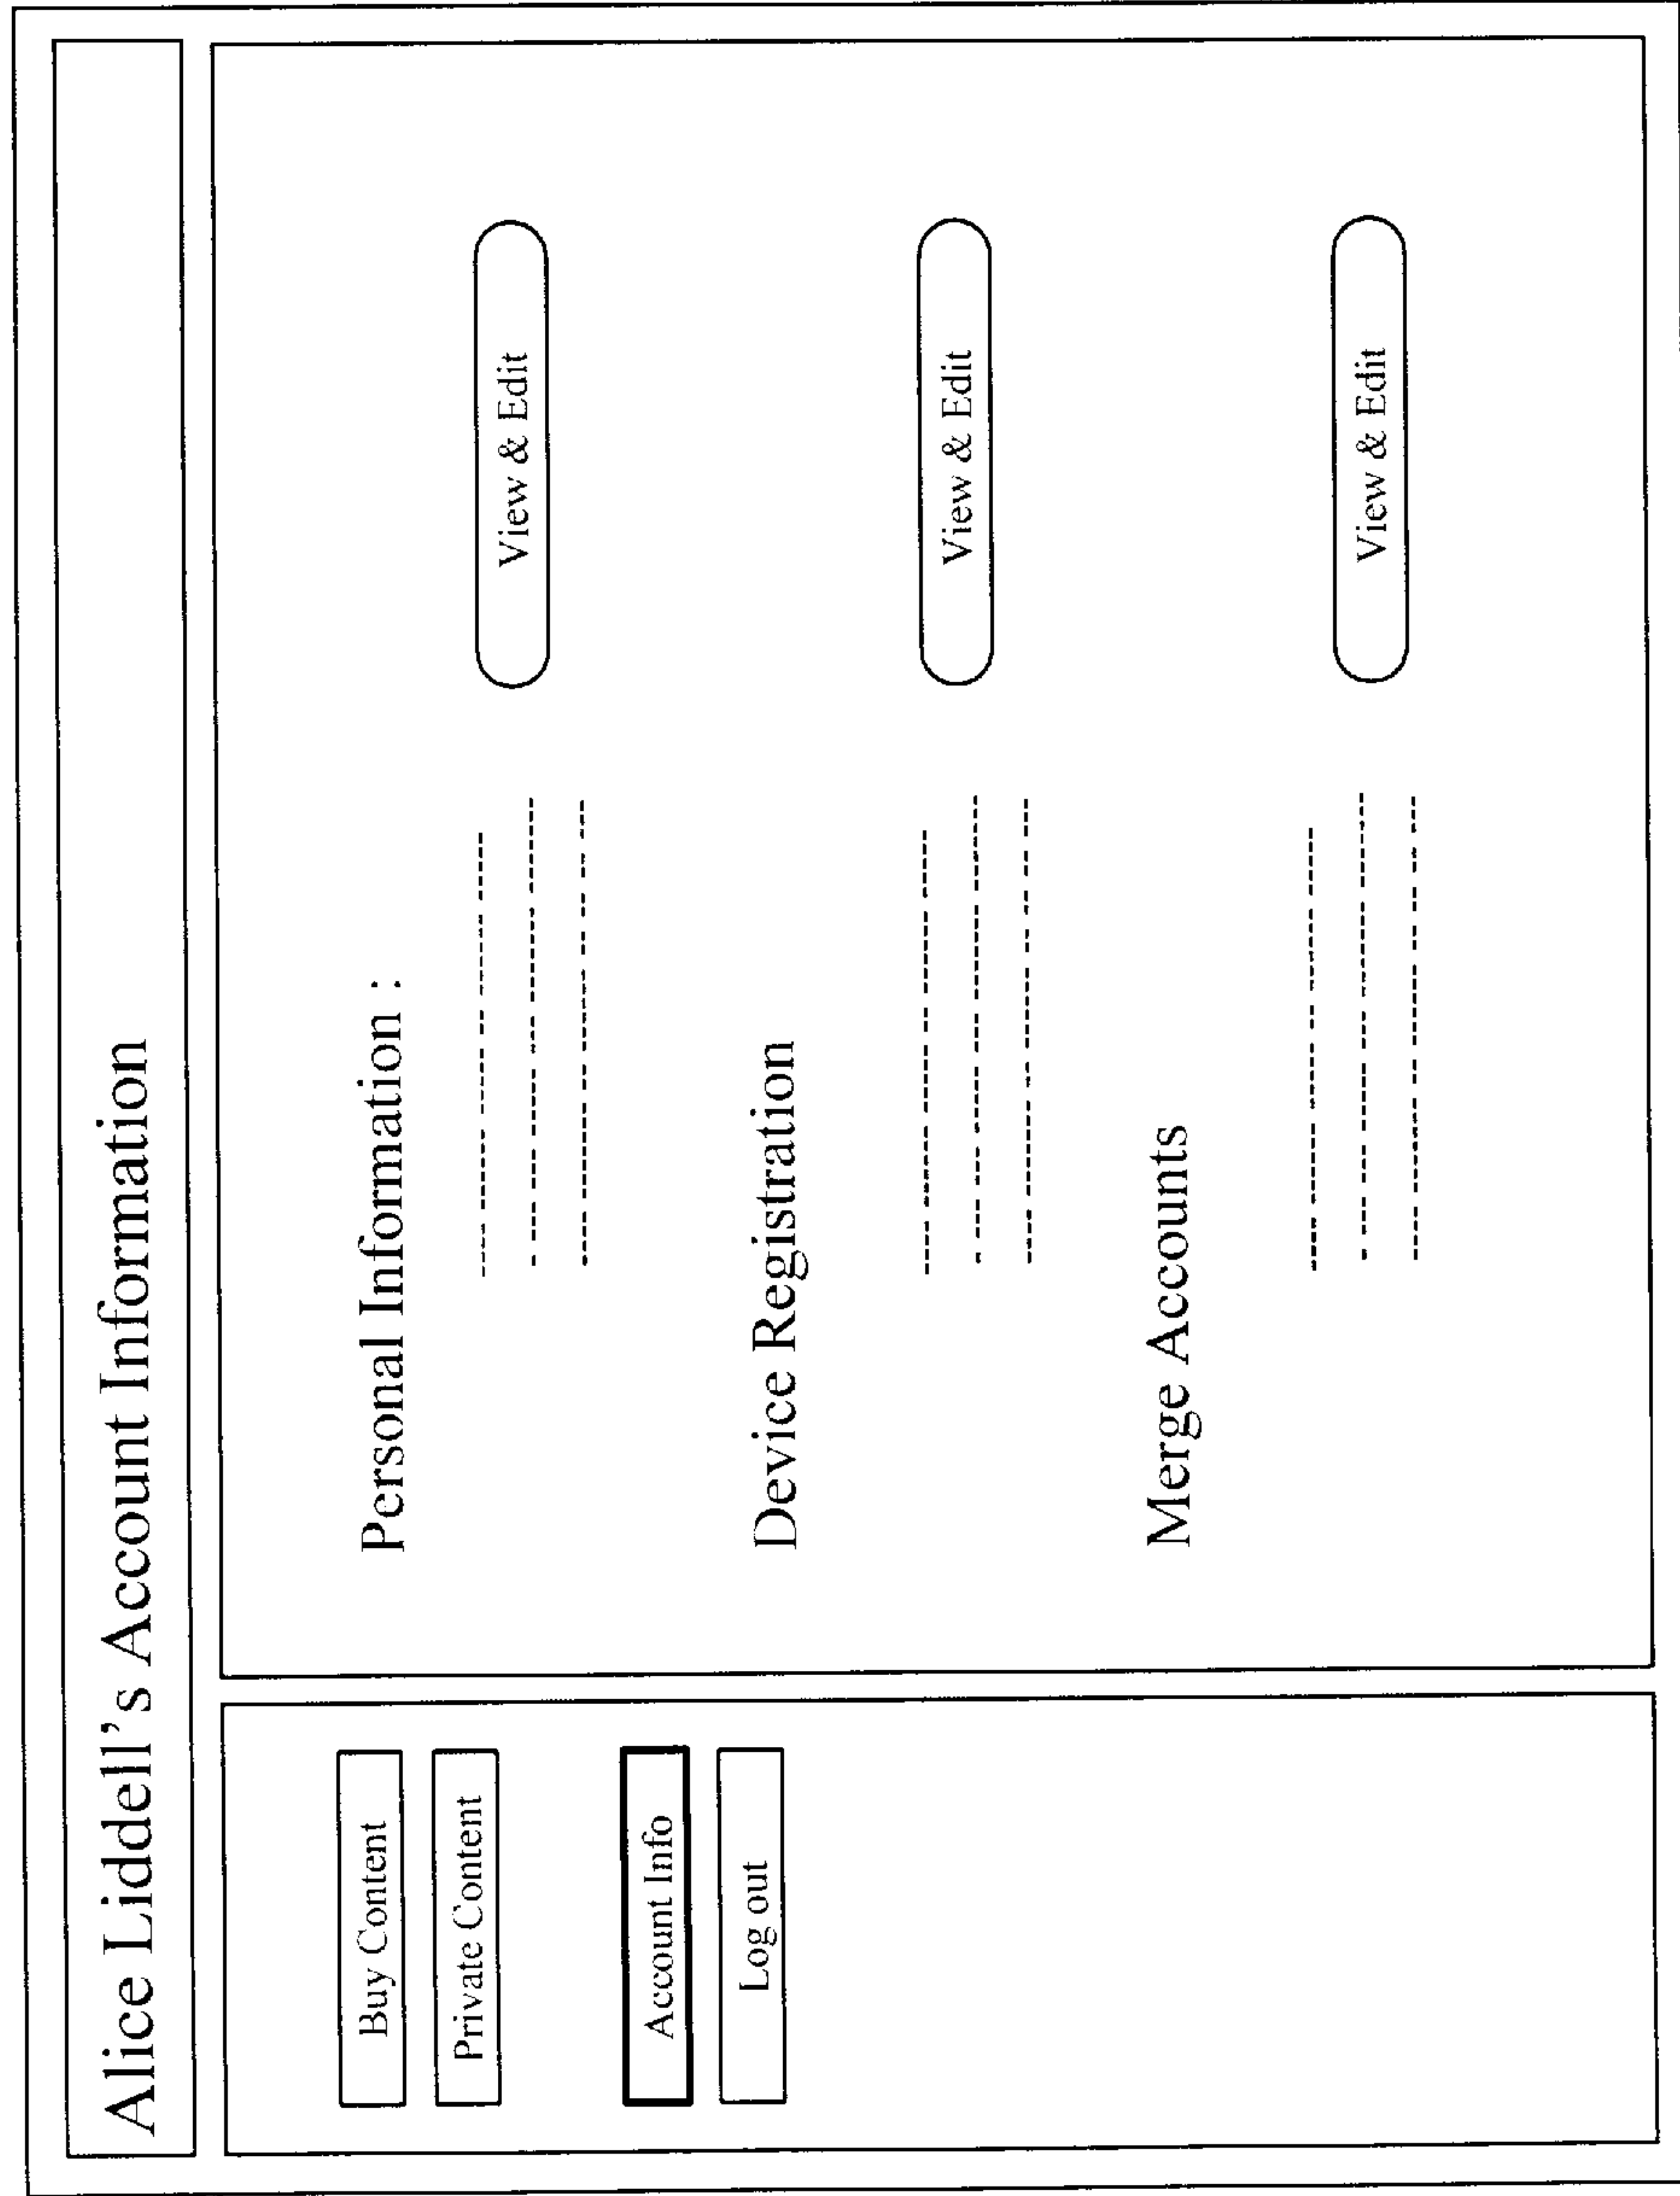 Alice Liddell's Account Information
Buy Content
Private Content
Account Info
Log out
Personal Information :
View & Edit
Device Registration
View & Edit
Merge Accounts
View & Edit